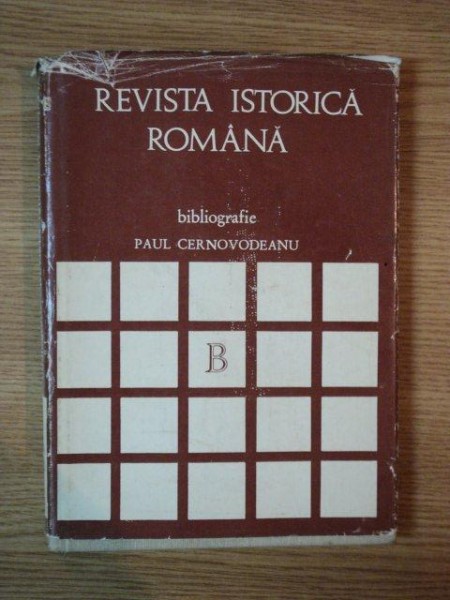 REVISTA ISTORICĂ
ROMÂNĂ
bibliografie
PAUL CERNOVODEANU
B